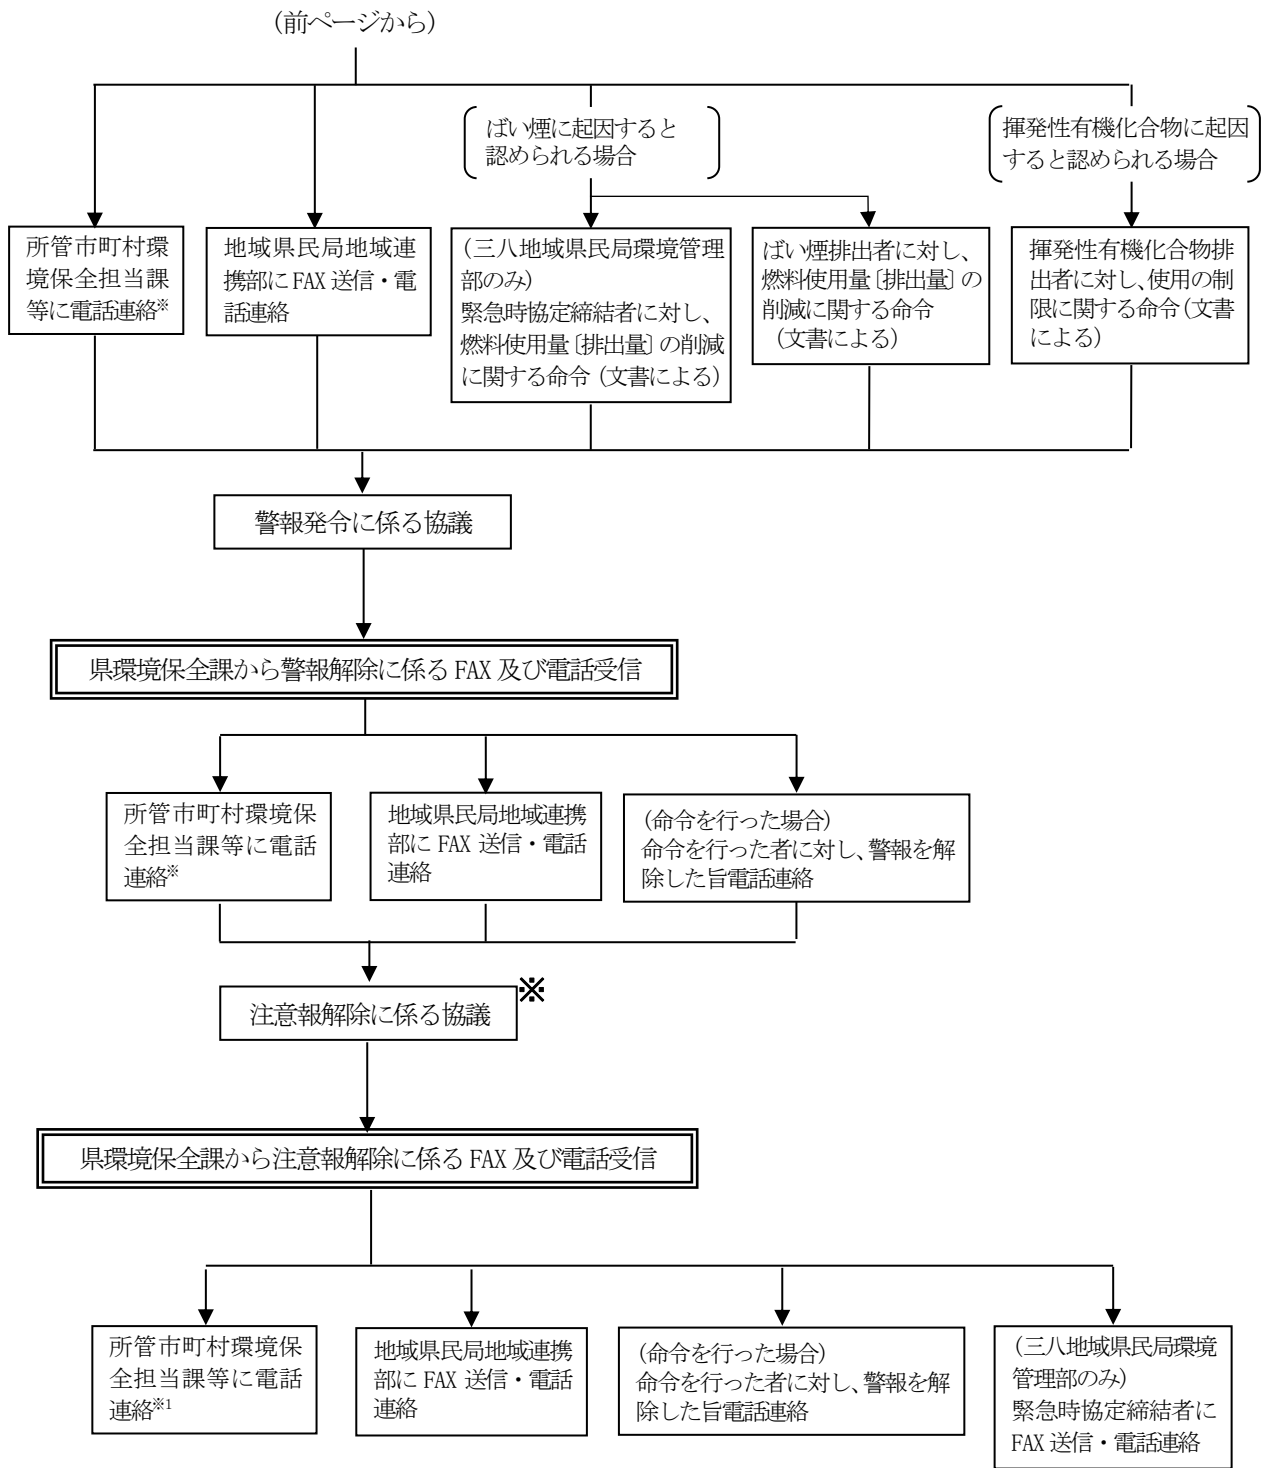 (前ページから)
ばい煙に起因すると
認められる場合
揮発性有機化合物に起因
すると認められる場合
所管市町村環
境保全担当課
等に電話連絡※
地域県民局地域連
携部に FAX 送信・電
話連絡
(三八地域県民局環境管理
部のみ)
緊急時協定締結者に対し、
燃料使用量〔排出量〕の削減
に関する命令(文書による)
ばい煙排出者に対し、
燃料使用量〔排出量〕の
削減に関する命令
(文書による)
揮発性有機化合物排
出者に対し、使用の制
限に関する命令(文書
による)
警報発令に係る協議
県環境保全課から警報解除に係る FAX 及び電話受信
所管市町村環境保
全担当課等に電話
連絡※
地域県民局地域連携
部に FAX 送信・電話
連絡
(命令を行った場合)
命令を行った者に対し、警報を解
除した旨電話連絡
注意報解除に係る協議※
県環境保全課から注意報解除に係る FAX 及び電話受信
所管市町村環境保
全担当課等に電話
連絡※1
地域県民局地域連携
部に FAX 送信・電話
連絡
(命令を行った場合)
命令を行った者に対し、警報を解
除した旨電話連絡
(三八地域県民局環境
管理部のみ)
緊急時協定締結者に
FAX 送信・電話連絡